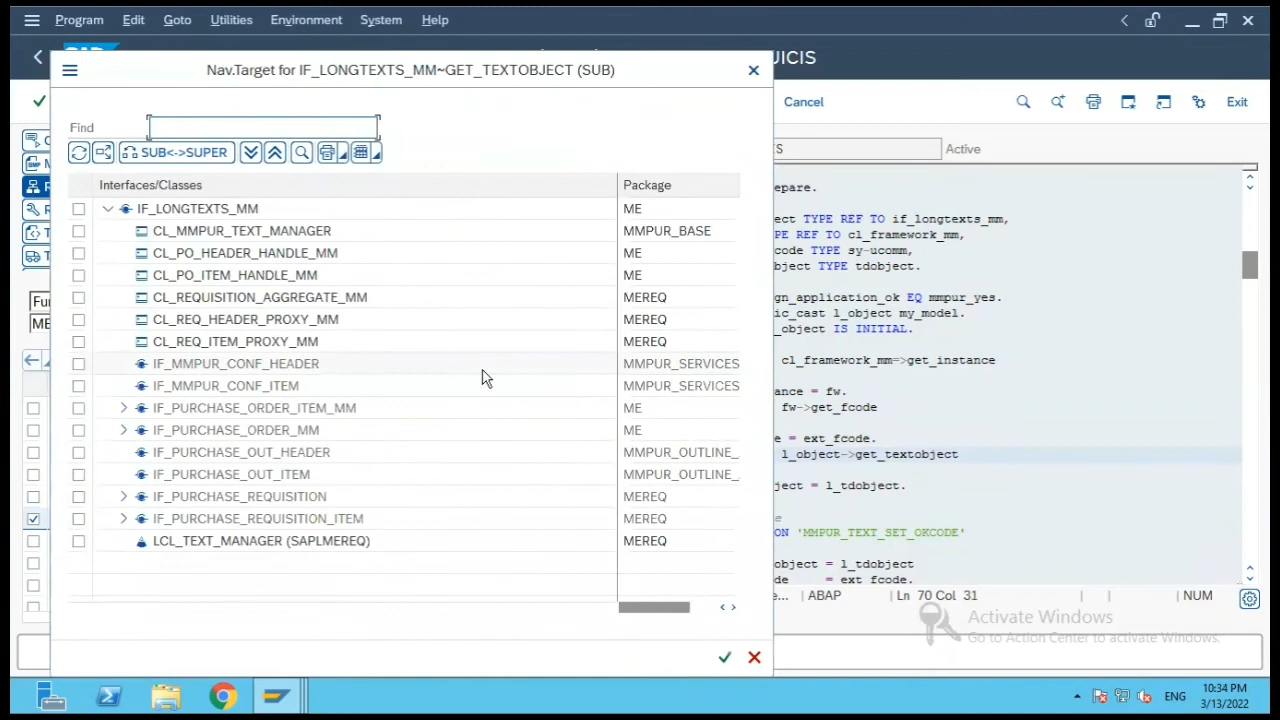 Program Edit Goto Utilities Environment System Help
Nav.Target for IF_LONGTEXTS_MM~GET_TEXTOBJECT (SUB)
JICIS
Cancel
Exit
Find
SUB<->SUPER
S
Active
Interfaces/Classes Package
IF_LONGTEXTS_MM ME
CL_MMPUR_TEXT_MANAGER MMPUR_BASE
CL_PO_HEADER_HANDLE_MM ME
CL_PO_ITEM_HANDLE_MM ME
CL_REQUISITION_AGGREGATE_MM MEREQ
CL_REQ_HEADER_PROXY_MM MEREQ
CL_REQ_ITEM_PROXY_MM MEREQ
IF_MMPUR_CONF_HEADER MMPUR_SERVICES
IF_MMPUR_CONF_ITEM MMPUR_SERVICES
IF_PURCHASE_ORDER_ITEM_MM ME
IF_PURCHASE_ORDER_MM ME
IF_PURCHASE_OUT_HEADER MMPUR_OUTLINE_
IF_PURCHASE_OUT_ITEM MMPUR_OUTLINE_
IF_PURCHASE_REQUISITION MEREQ
IF_PURCHASE_REQUISITION_ITEM MEREQ
LCL_TEXT_MANAGER (SAPLMEREQ) MEREQ
Fur
ME
epare.
ect TYPE REF TO if_longtexts_mm,
PE REF TO cl_framework_mm,
code TYPE sy-ucomm,
bject TYPE tdobject.
gn_application_ok EQ mmpur_yes.
ic_cast l_object my_model.
_object IS INITIAL.
cl_framework_mm=>get_instance
ance = fw.
fw->get_fcode
e = ext_fcode.
l_object->get_textobject
ject = l_tdobject.
e
ON 'MMPUR_TEXT_SET_OKCODE'
object = l_tdobject
de = ext_fcode.
e... ABAP Ln 70 Col 31 NUM
Activate Windows
Go to Action Center to activate Windows.
ENG
10:34 PM
3/13/2022